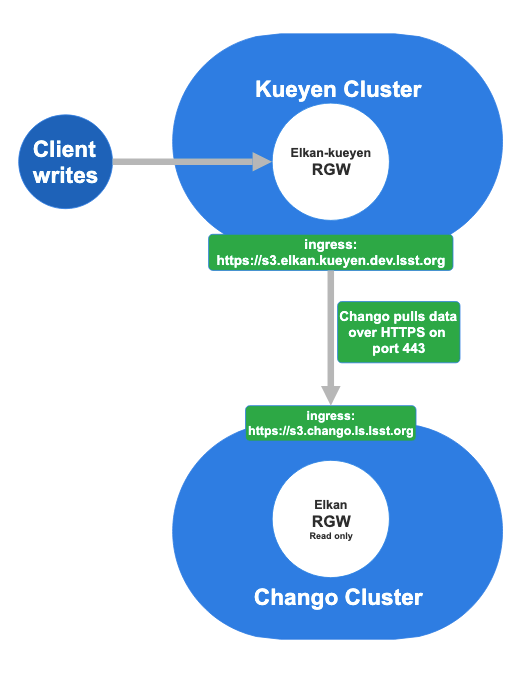 Kueyen Cluster
Client
writes
Elkan-kueyen
RGW
ingress:
https://s3.elkan.kueyen.dev.lsst.org
Chango pulls data
over HTTPS on
port 443
ingress:
https://s3.chango.ls.lsst.org
Elkan
RGW
Read only
Chango Cluster